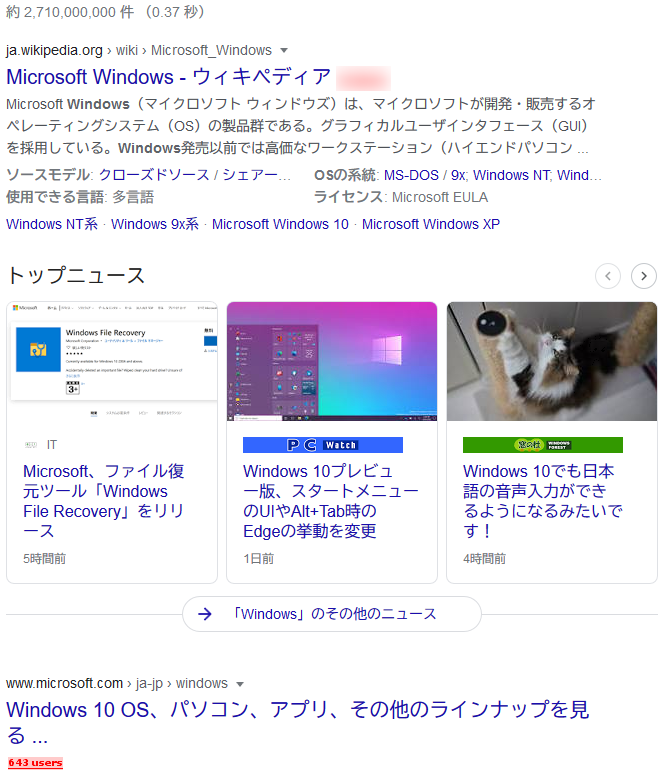 約 2,710,000,000 件 （0.37 秒）
ja.wikipedia.org › wiki › Microsoft_Windows
Microsoft Windows - ウィキペディア
Microsoft Windows（マイクロソフト ウィンドウズ）は、マイクロソフトが開発・販売するオ
ペレーティングシステム（OS）の製品群である。グラフィカルユーザインタフェース（GUI）
を採用している。Windows発売以前では高価なワークステーション（ハイエンドパソコン ...
ソースモデル: クローズドソース / シェアー…
OSの系統: MS-DOS / 9x; Windows NT; Wind…
使用できる言語: 多言語
ライセンス: Microsoft EULA
Windows NT系 · Windows 9x系 · Microsoft Windows 10 · Microsoft Windows XP
トップニュース
Microsoft
Windows File Recovery
Microsoft Corporation
3+
IT
Microsoft、ファイル復
元ツール「Windows
File Recovery」をリリ
ース
5時間前
PC Watch
Windows 10プレビュ
ー版、スタートメニュー
のUIやAlt+Tab時の
Edgeの挙動を変更
1日前
窓の杜 WINDOWS FOREST
Windows 10でも日本
語の音声入力ができ
るようになるみたいで
す！
4時間前
「Windows」のその他のニュース
www.microsoft.com › ja-jp › windows
Windows 10 OS、パソコン、アプリ、その他のラインナップを見
る ...
643 users